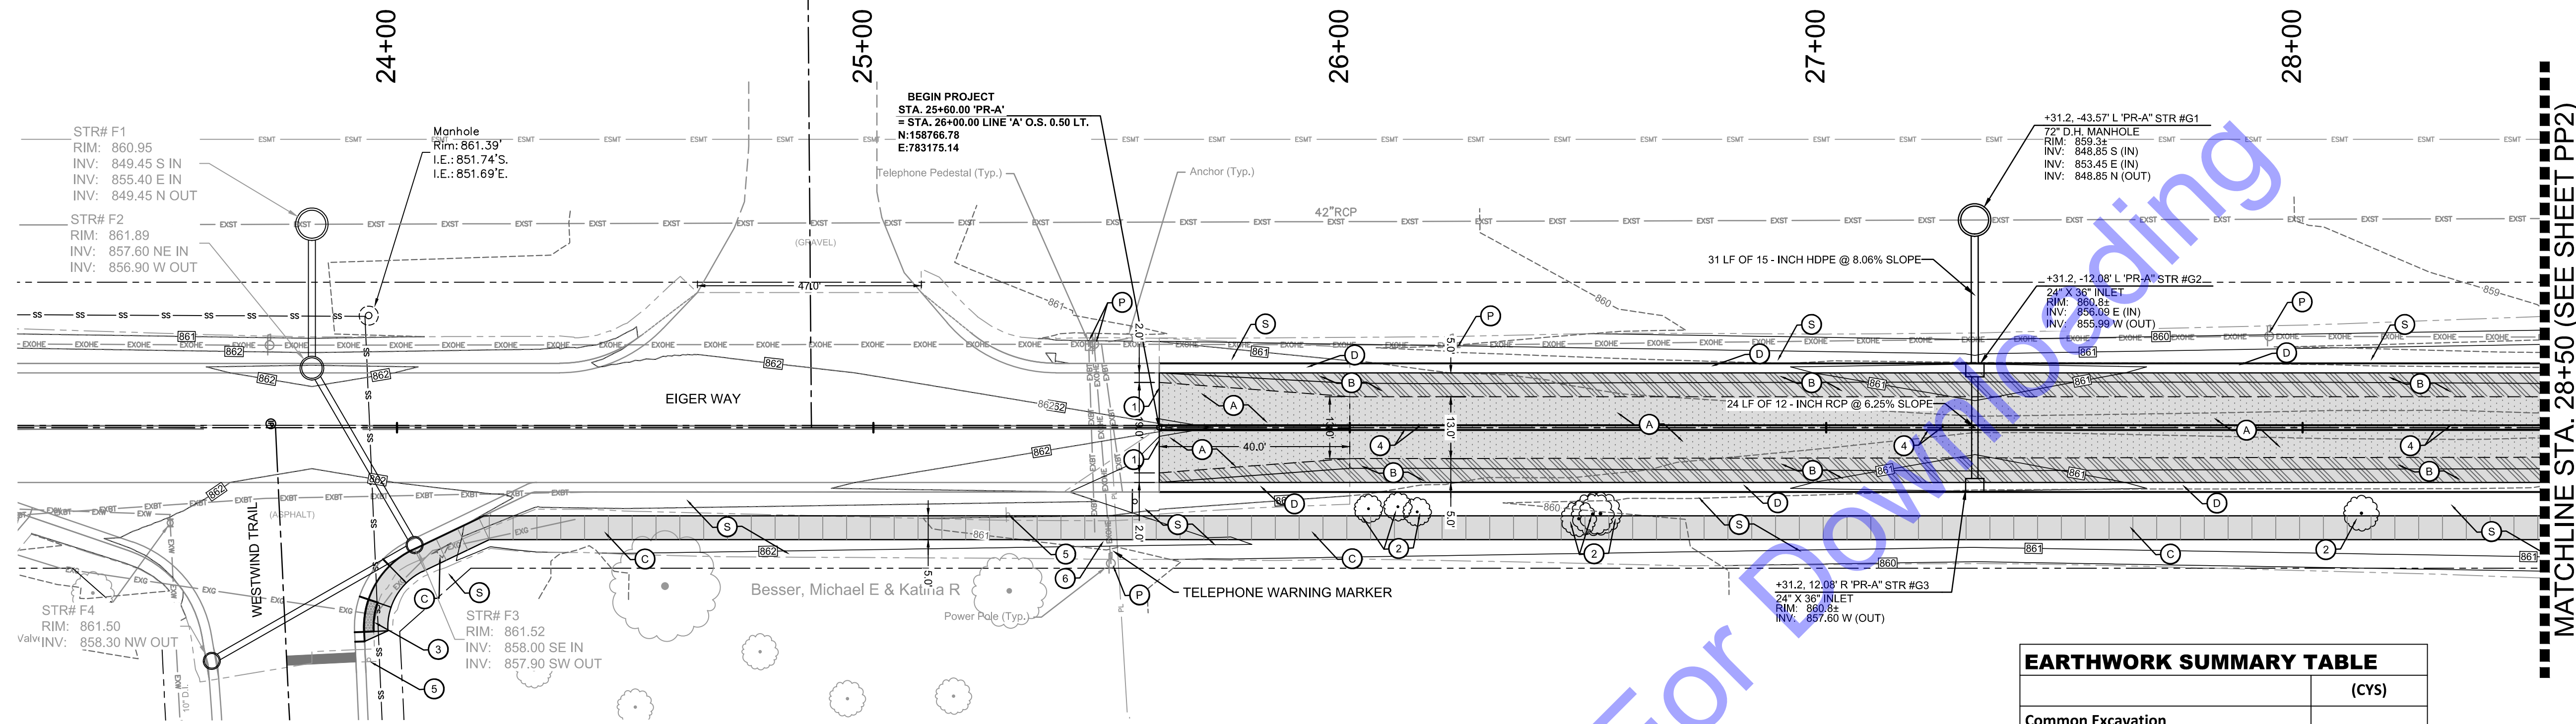 24+00
25+00
26+00
27+00
28+00
MATCHLINE STA. 28+50 (SEE SHEET PP2)
BEGIN PROJECT
STA. 25+60.00 'PR-A'
= STA. 26+00.00 LINE 'A' O.S. 0.50 LT.
N:158766.78
E:783175.14
STR# F1
RIM: 860.95
INV: 849.45 S IN
INV: 855.40 E IN
INV: 849.45 N OUT
STR# F2
RIM: 861.89
INV: 857.60 NE IN
INV: 856.90 W OUT
Manhole
Rim: 861.39'
I.E.: 851.74'S.
I.E.: 851.69'E.
Telephone Pedestal (Typ.)
Anchor (Typ.)
+31.2, -43.57' L 'PR-A" STR #G1
72" D.H. MANHOLE
RIM: 859.3±
INV: 848.85 S (IN)
INV: 853.45 E (IN)
INV: 848.85 N (OUT)
42"RCP
(GRAVEL)
31 LF OF 15 - INCH HDPE @ 8.06% SLOPE
+31.2, -12.08' L 'PR-A" STR #G2
24" X 36" INLET
RIM: 860.8±
INV: 856.09 E (IN)
INV: 855.99 W (OUT)
47.0'
EIGER WAY
24 LF OF 12 - INCH RCP @ 6.25% SLOPE
40.0'
13.0'
WESTWIND TRAIL
(ASPHALT)
STR# F4
RIM: 861.50
INV: 858.30 NW OUT
Valve
10" D.I.
STR# F3
RIM: 861.52
INV: 858.00 SE IN
INV: 857.90 SW OUT
Besser, Michael E & Katina R
Power Pole (Typ.)
TELEPHONE WARNING MARKER
+31.2, 12.08' R 'PR-A" STR #G3
24" X 36" INLET
RIM: 860.8±
INV: 857.60 W (OUT)
For Downloading
EARTHWORK SUMMARY TABLE
(CYS)
Common Excavation